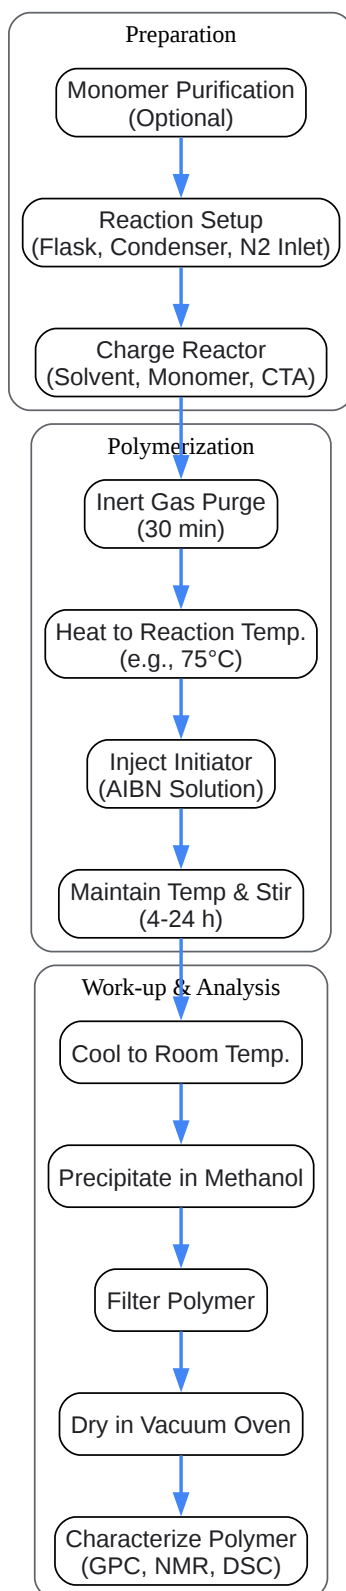 Preparation
Monomer Purification
(Optional)
Reaction Setup
(Flask, Condenser, N2 Inlet)
Charge Reactor
(Solvent, Monomer, CTA)
Polymerization
Inert Gas Purge
(30 min)
Heat to Reaction Temp.
(e.g., 75°C)
Inject Initiator
(AIBN Solution)
Maintain Temp & Stir
(4-24 h)
Work-up & Analysis
Cool to Room Temp.
Precipitate in Methanol
Filter Polymer
Dry in Vacuum Oven
Characterize Polymer
(GPC, NMR, DSC)